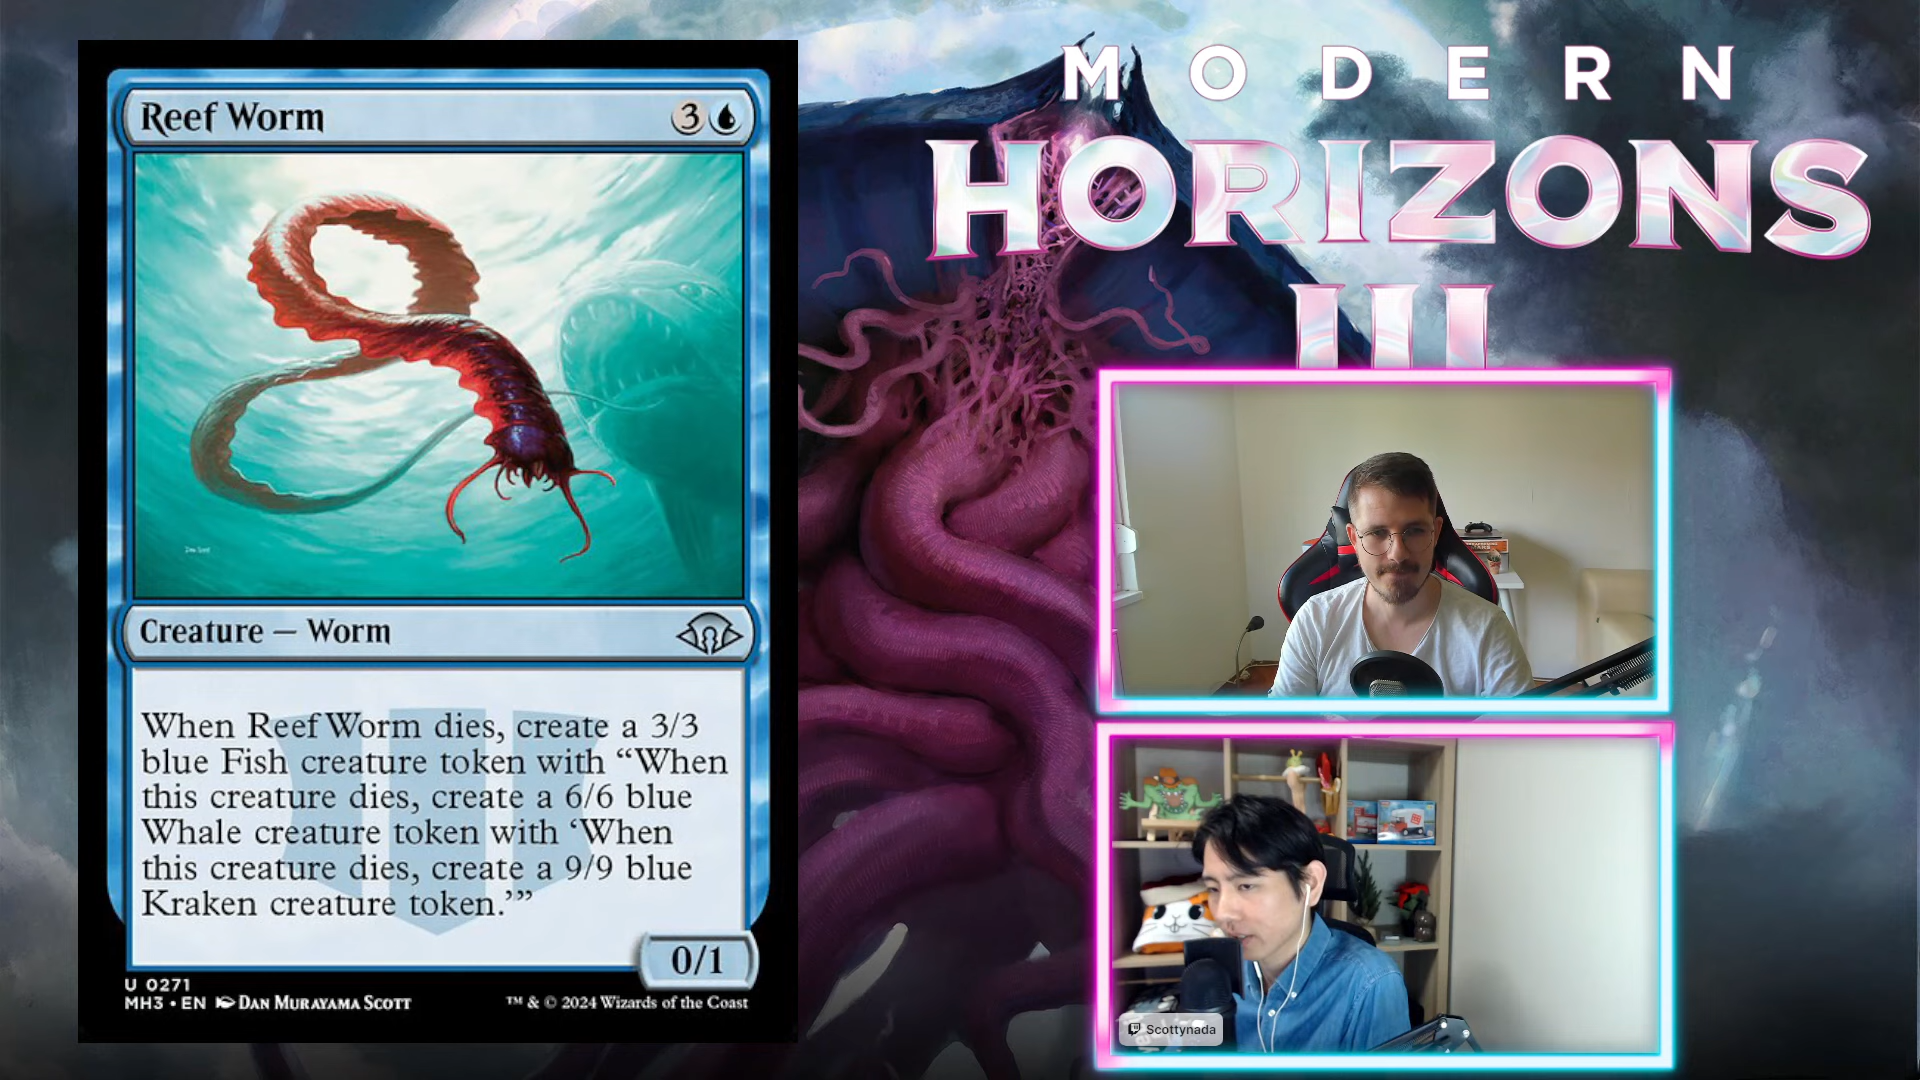 Reef Worm
3
Creature — Worm
When Reef Worm dies, create a 3/3
blue Fish creature token with “When
this creature dies, create a 6/6 blue
Whale creature token with ‘When
this creature dies, create a 9/9 blue
Kraken creature token.’”
0/1
U 0271
MH3 • EN DAN MURAYAMA SCOTT
™ & © 2024 Wizards of the Coast
MODERN
HORIZONS
III
Scottynada